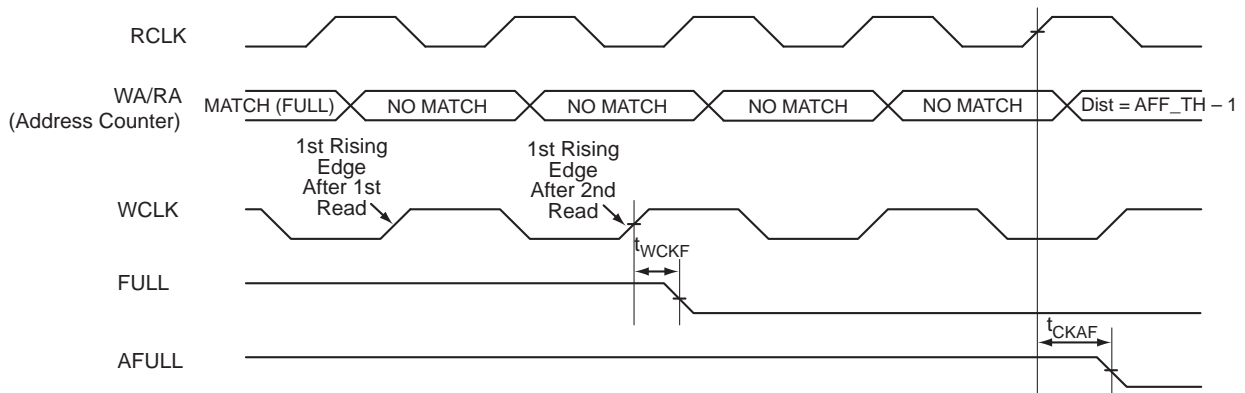 RCLK
WA/RA
(Address Counter)
MATCH (FULL)
NO MATCH
NO MATCH
NO MATCH
NO MATCH
Dist = AFF_TH – 1
1st Rising
Edge
After 1st
Read
1st Rising
Edge
After 2nd
Read
WCLK
tWCKF
FULL
tCKAF
AFULL